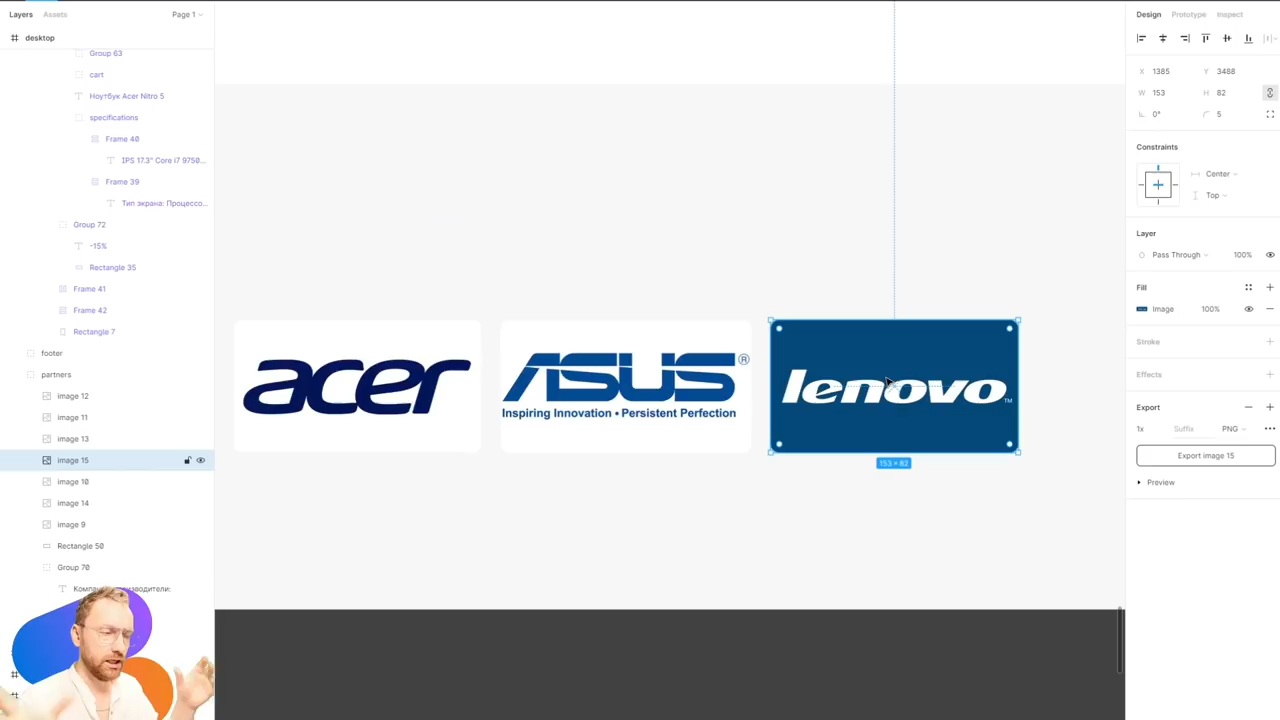 Layers Assets Page 1
desktop
Group 63
cart
Ноутбук Acer Nitro 5
specifications
Frame 40
IPS 17.3" Core i7 9750...
Frame 39
Тип экрана: Процессо...
Group 72
-15%
Rectangle 35
Frame 41
Frame 42
Rectangle 7
footer
partners
image 12
image 11
image 13
image 15
image 10
image 14
image 9
Rectangle 50
Group 70
acer
ASUS ®
Inspiring Innovation • Persistent Perfection
lenovo TM
153 × 82
Design Prototype Inspect
X 1385 Y 3488
W 153 H 82
0° 5
Constraints
Center
Top
Layer
Pass Through 100%
Fill
Image 100%
Stroke
Effects
Export
1x Suffix PNG
Export image 15
Preview